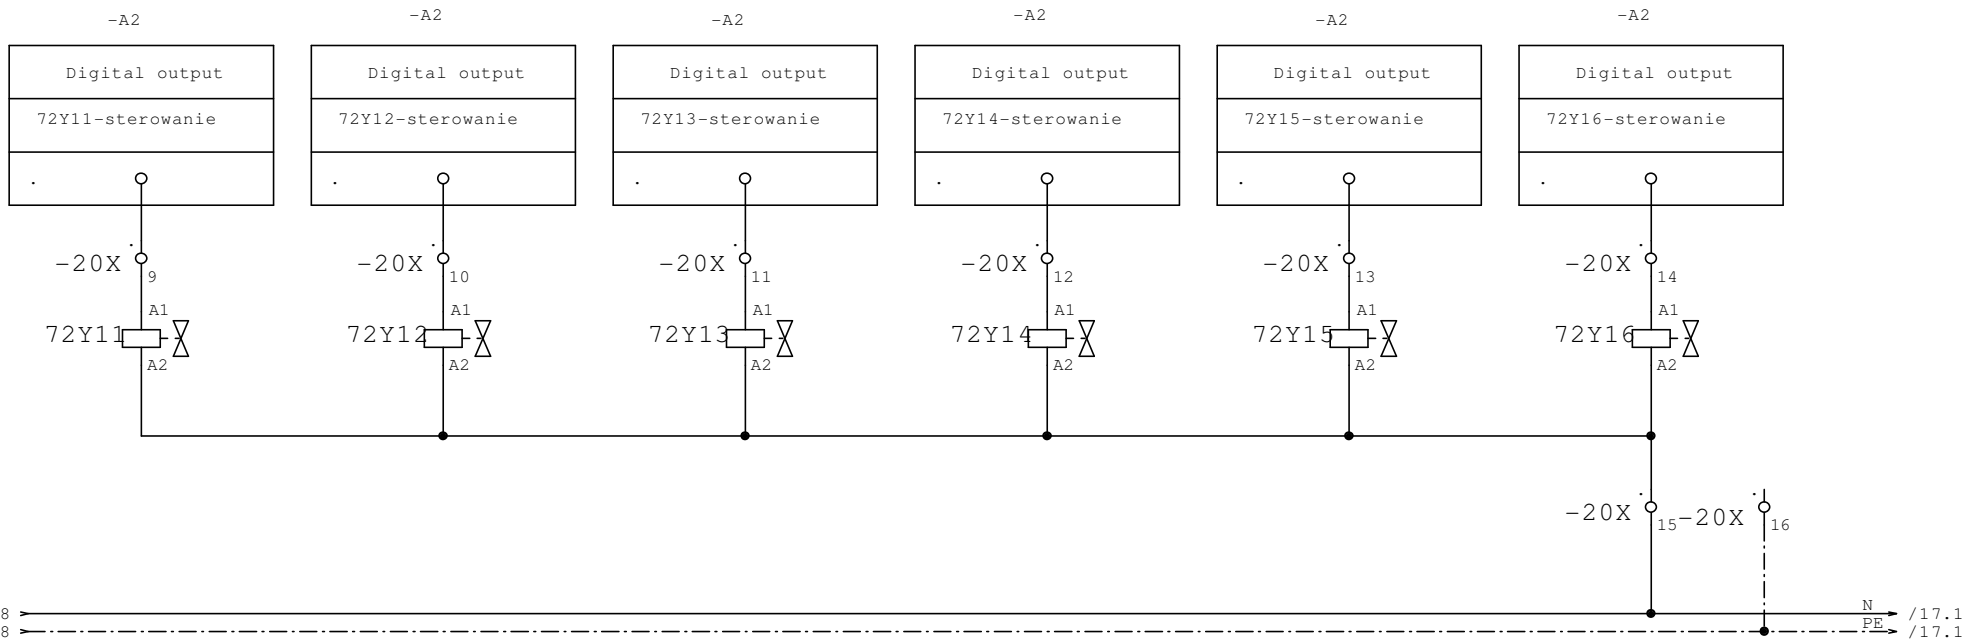 -A2 -A2 -A2 -A2 -A2 -A2
Digital output Digital output Digital output Digital output Digital output Digital output
72Y11-sterowanie 72Y12-sterowanie 72Y13-sterowanie 72Y14-sterowanie 72Y15-sterowanie 72Y16-sterowanie
. . . . . .
-20X 9 -20X 10 -20X 11 -20X 12 -20X 13 -20X 14
A1 A1 A1 A1 A1 A1
72Y11 72Y12 72Y13 72Y14 72Y15 72Y16
A2 A2 A2 A2 A2 A2
-20X 15 -20X 16
8 N /17.1
8 PE /17.1